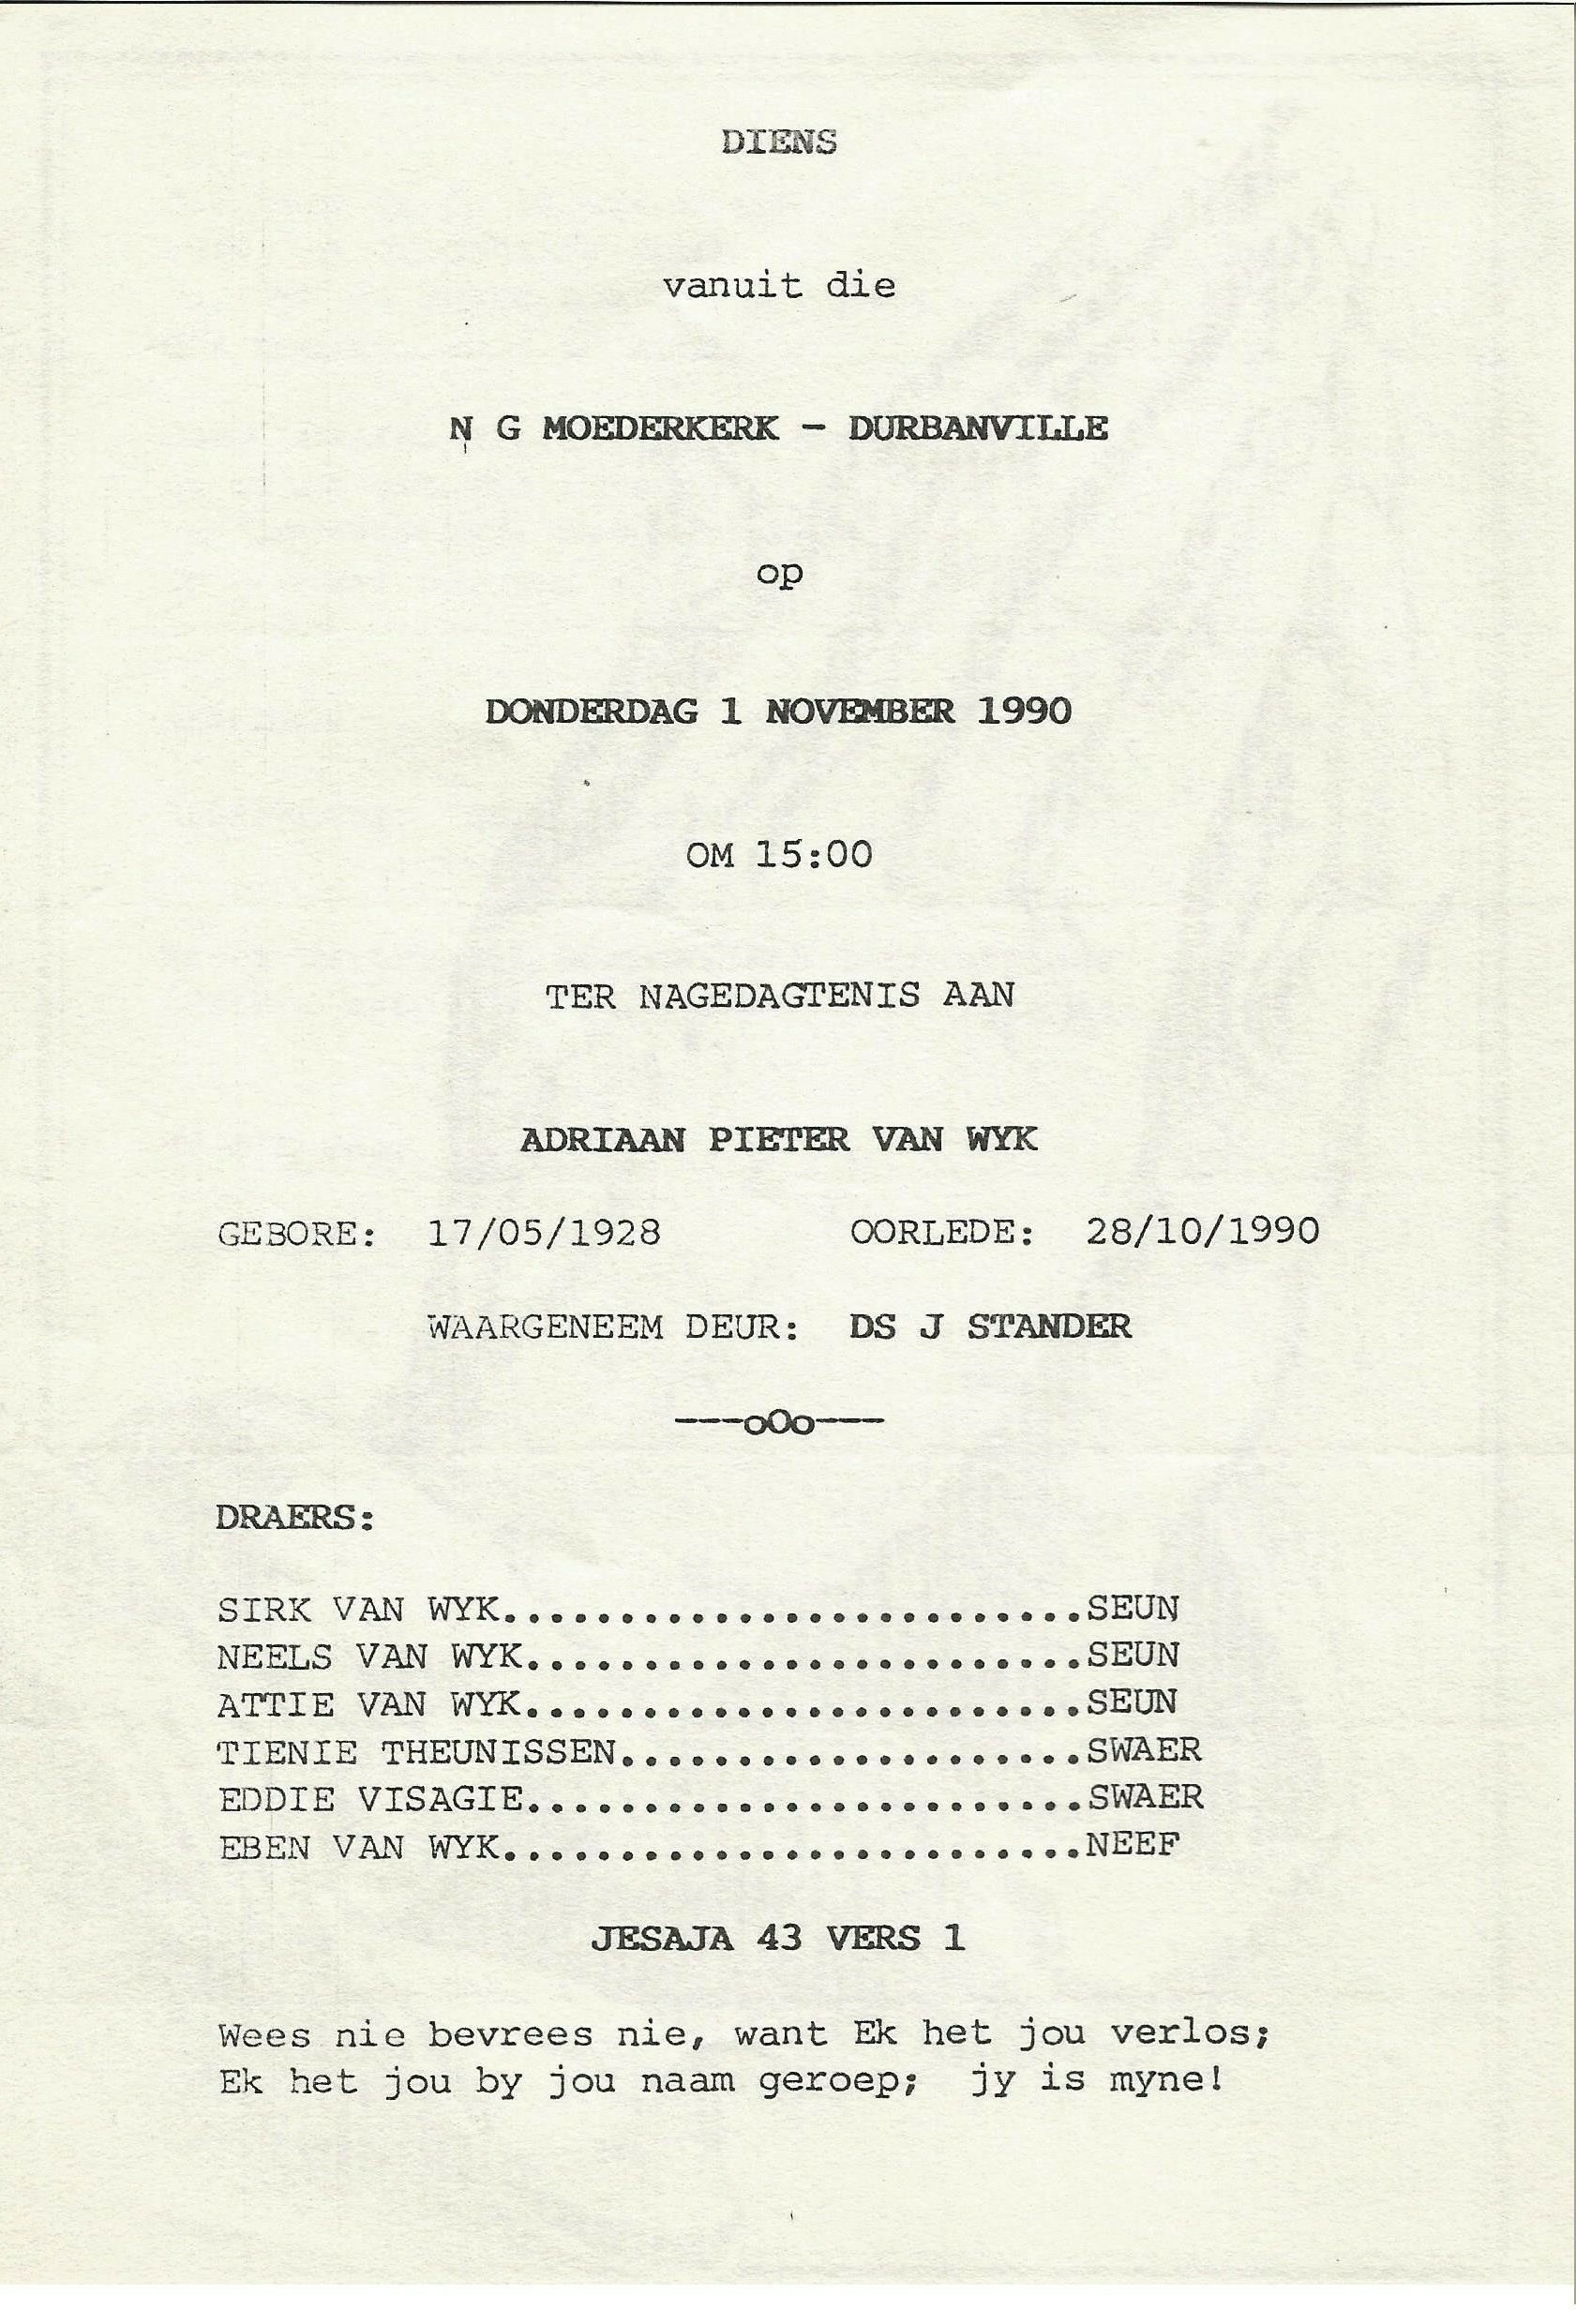 DIENS
vanuit die
N G MOEDERKERK - DURBANVILLE
op
DONDERDAG 1 NOVEMBER 1990
OM 15:00
TER NAGEDAGTENIS AAN
ADRIAAN PIETER VAN WYK
GEBORE: 17/05/1928 OORLEDE: 28/10/1990
WAARGENEEM DEUR: DS J STANDER
---oOo---
DRAERS:
SIRK VAN WYK.........................SEUN
NEELS VAN WYK........................SEUN
ATTIE VAN WYK........................SEUN
TIENIE THEUNISSEN....................SWAER
EDDIE VISAGIE........................SWAER
EBEN VAN WYK.........................NEEF
JESAJA 43 VERS 1
Wees nie bevrees nie, want Ek het jou verlos;
Ek het jou by jou naam geroep; jy is myne!